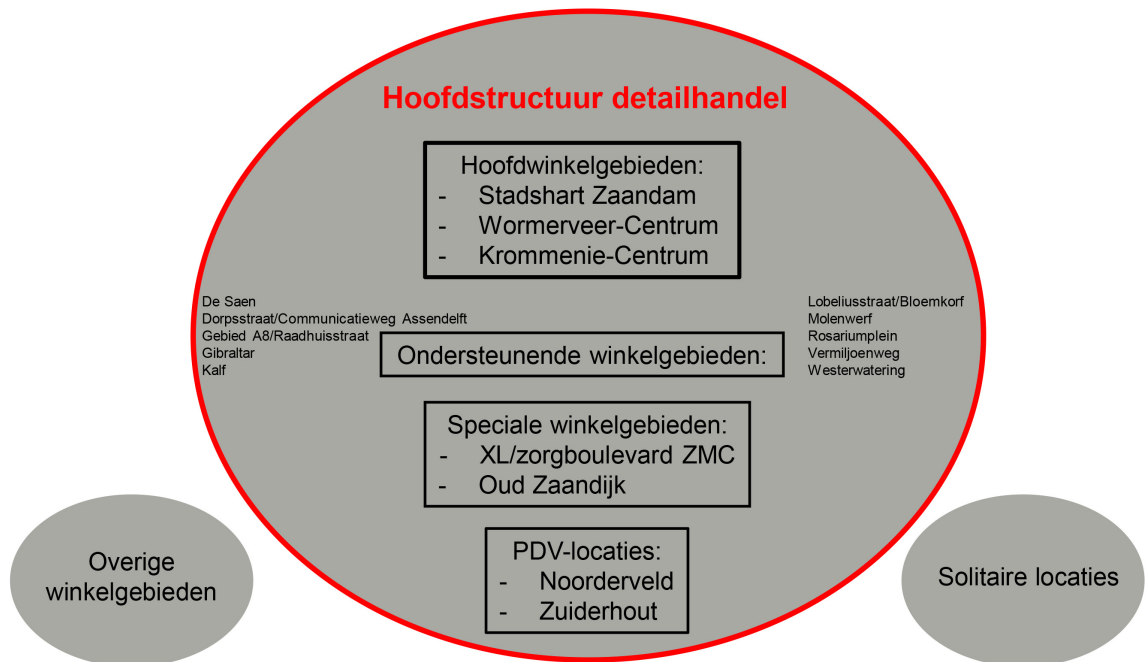 Hoofdstructuur detailhandel
Hoofdwinkelgebieden:
- Stadshart Zaandam
- Wormerveer-Centrum
- Krommenie-Centrum
De Saen
Dorpsstraat/Communicatieweg Assendelft
Gebied A8/Raadhuisstraat
Gibraltar
Kalf
Ondersteunende winkelgebieden:
Lobeliusstraat/Bloemkorf
Molenwerf
Rosariumplein
Vermiljoenweg
Westerwatering
Speciale winkelgebieden:
- XL/zorgboulevard ZMC
- Oud Zaandijk
PDV-locaties:
- Noorderveld
- Zuiderhout
Overige
winkelgebieden
Solitaire locaties